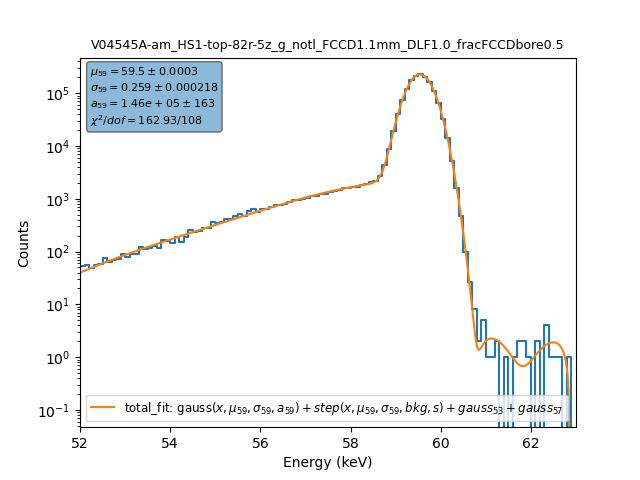 V04545A-am_HS1-top-82r-5z_g_notl_FCCD1.1mm_DLF1.0_fracFCCDbore0.5
μ₅₉ = 59.5 ± 0.0003
σ₅₉ = 0.259 ± 0.000218
a₅₉ = 1.46e + 05 ± 163
χ²/dof = 162.93/108
Counts
10⁵
10⁴
10³
10²
10¹
10⁰
10⁻¹
total_fit: gauss(x, μ₅₉, σ₅₉, a₅₉) + step(x, μ₅₉, σ₅₉, bkg, s) + gauss₅₃ + gauss₅₇
52 54 56 58 60 62
Energy (keV)